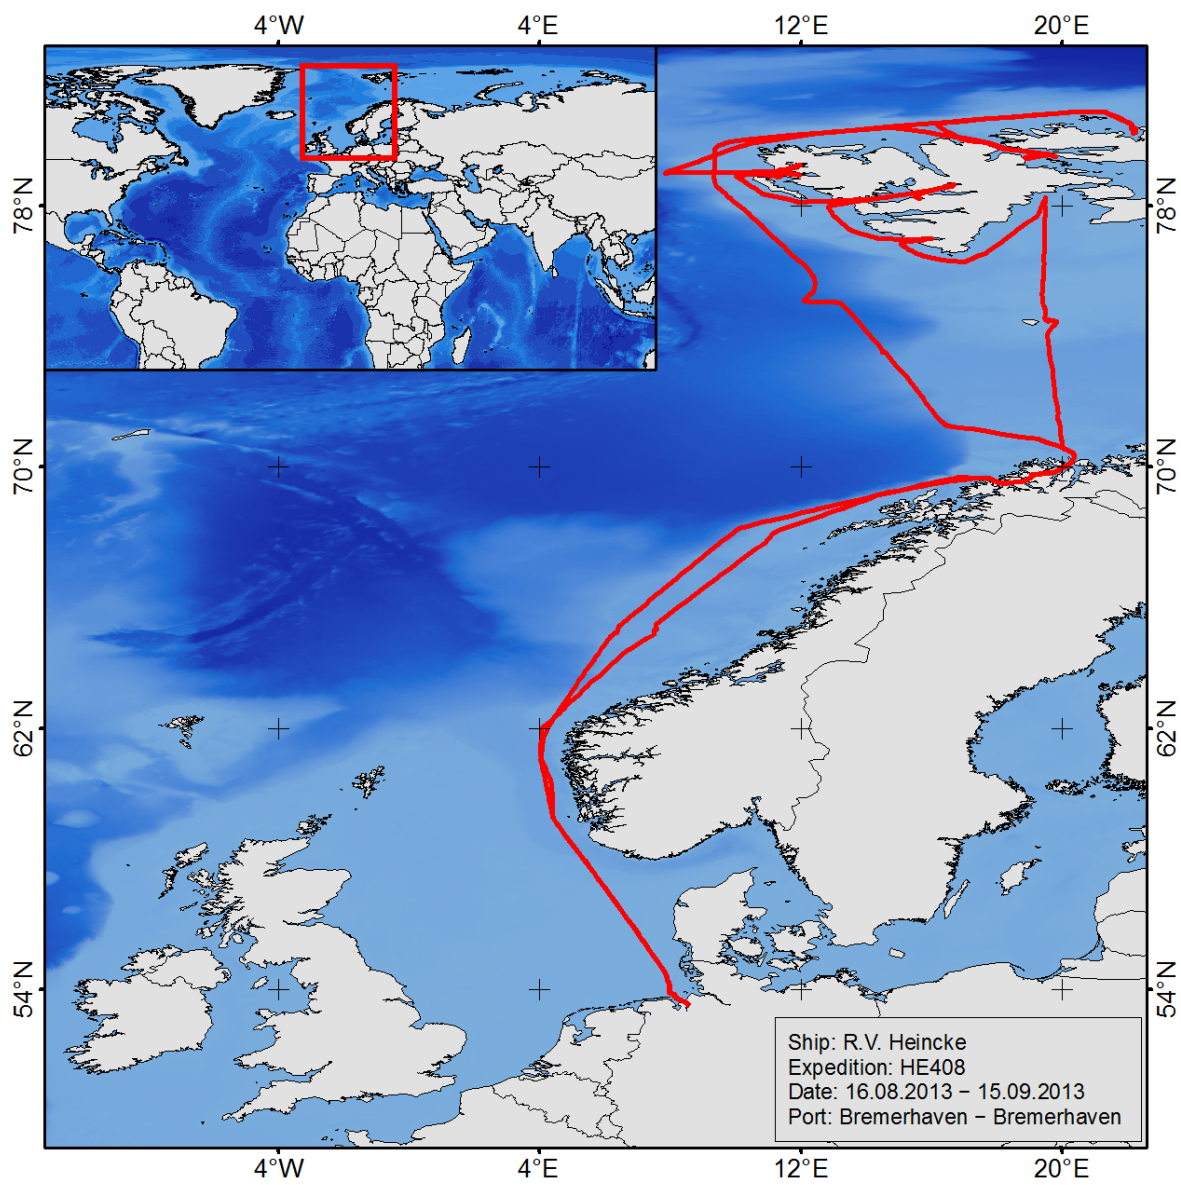 4°W 4°E 12°E 20°E
78°N 78°N
70°N 70°N
62°N 62°N
54°N 54°N
Ship: R.V. Heincke
Expedition: HE408
Date: 16.08.2013 – 15.09.2013
Port: Bremerhaven – Bremerhaven
4°W 4°E 12°E 20°E